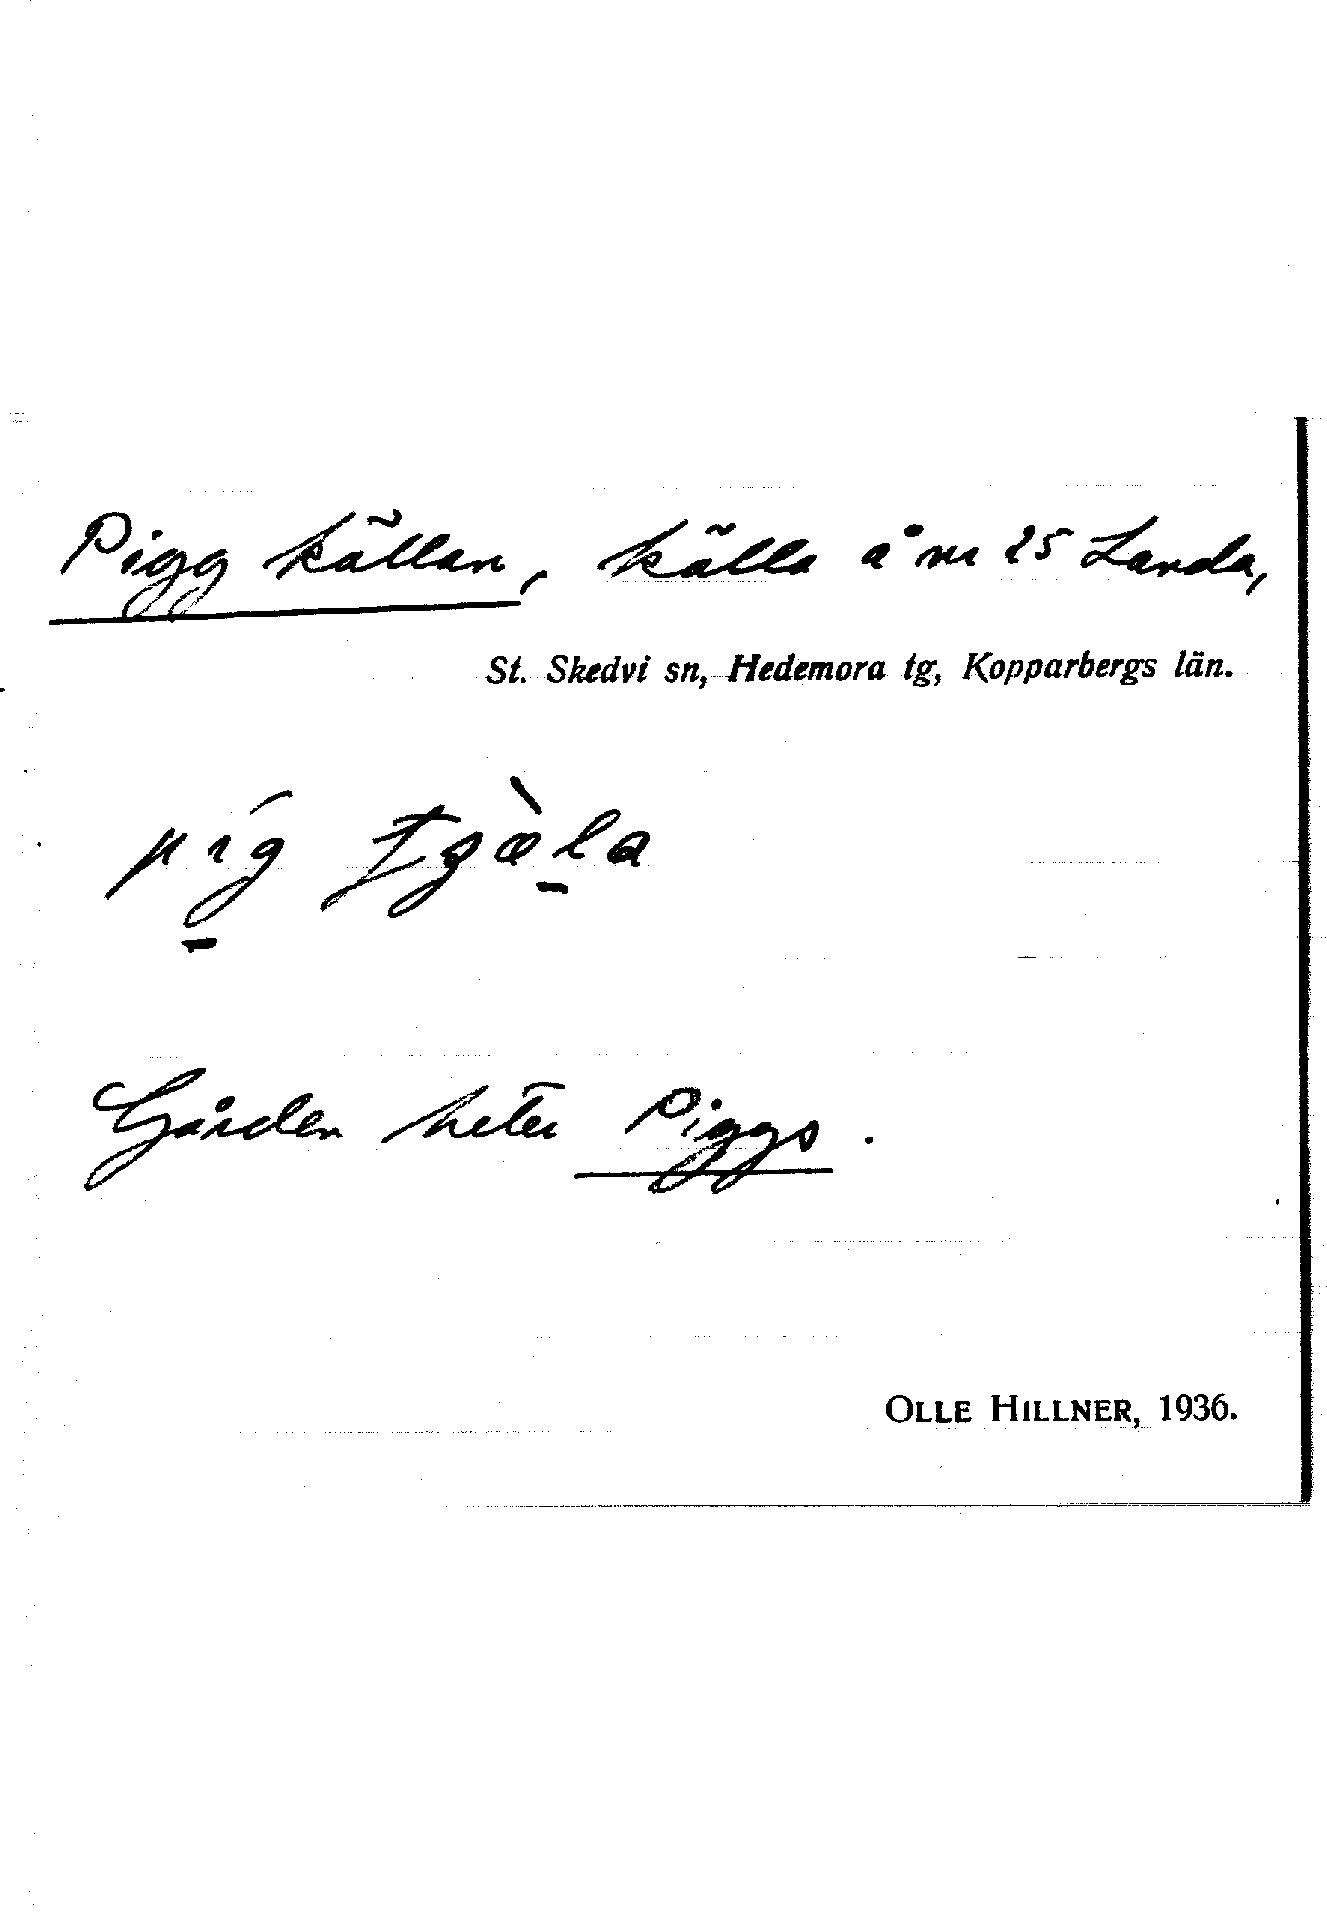 Piggkällan, källa å nr 25 Landa,
St. Skedvi sn, Hedemora tg, Kopparbergs län.
Gården heter Piggs.
OLLE HILLNER, 1936.